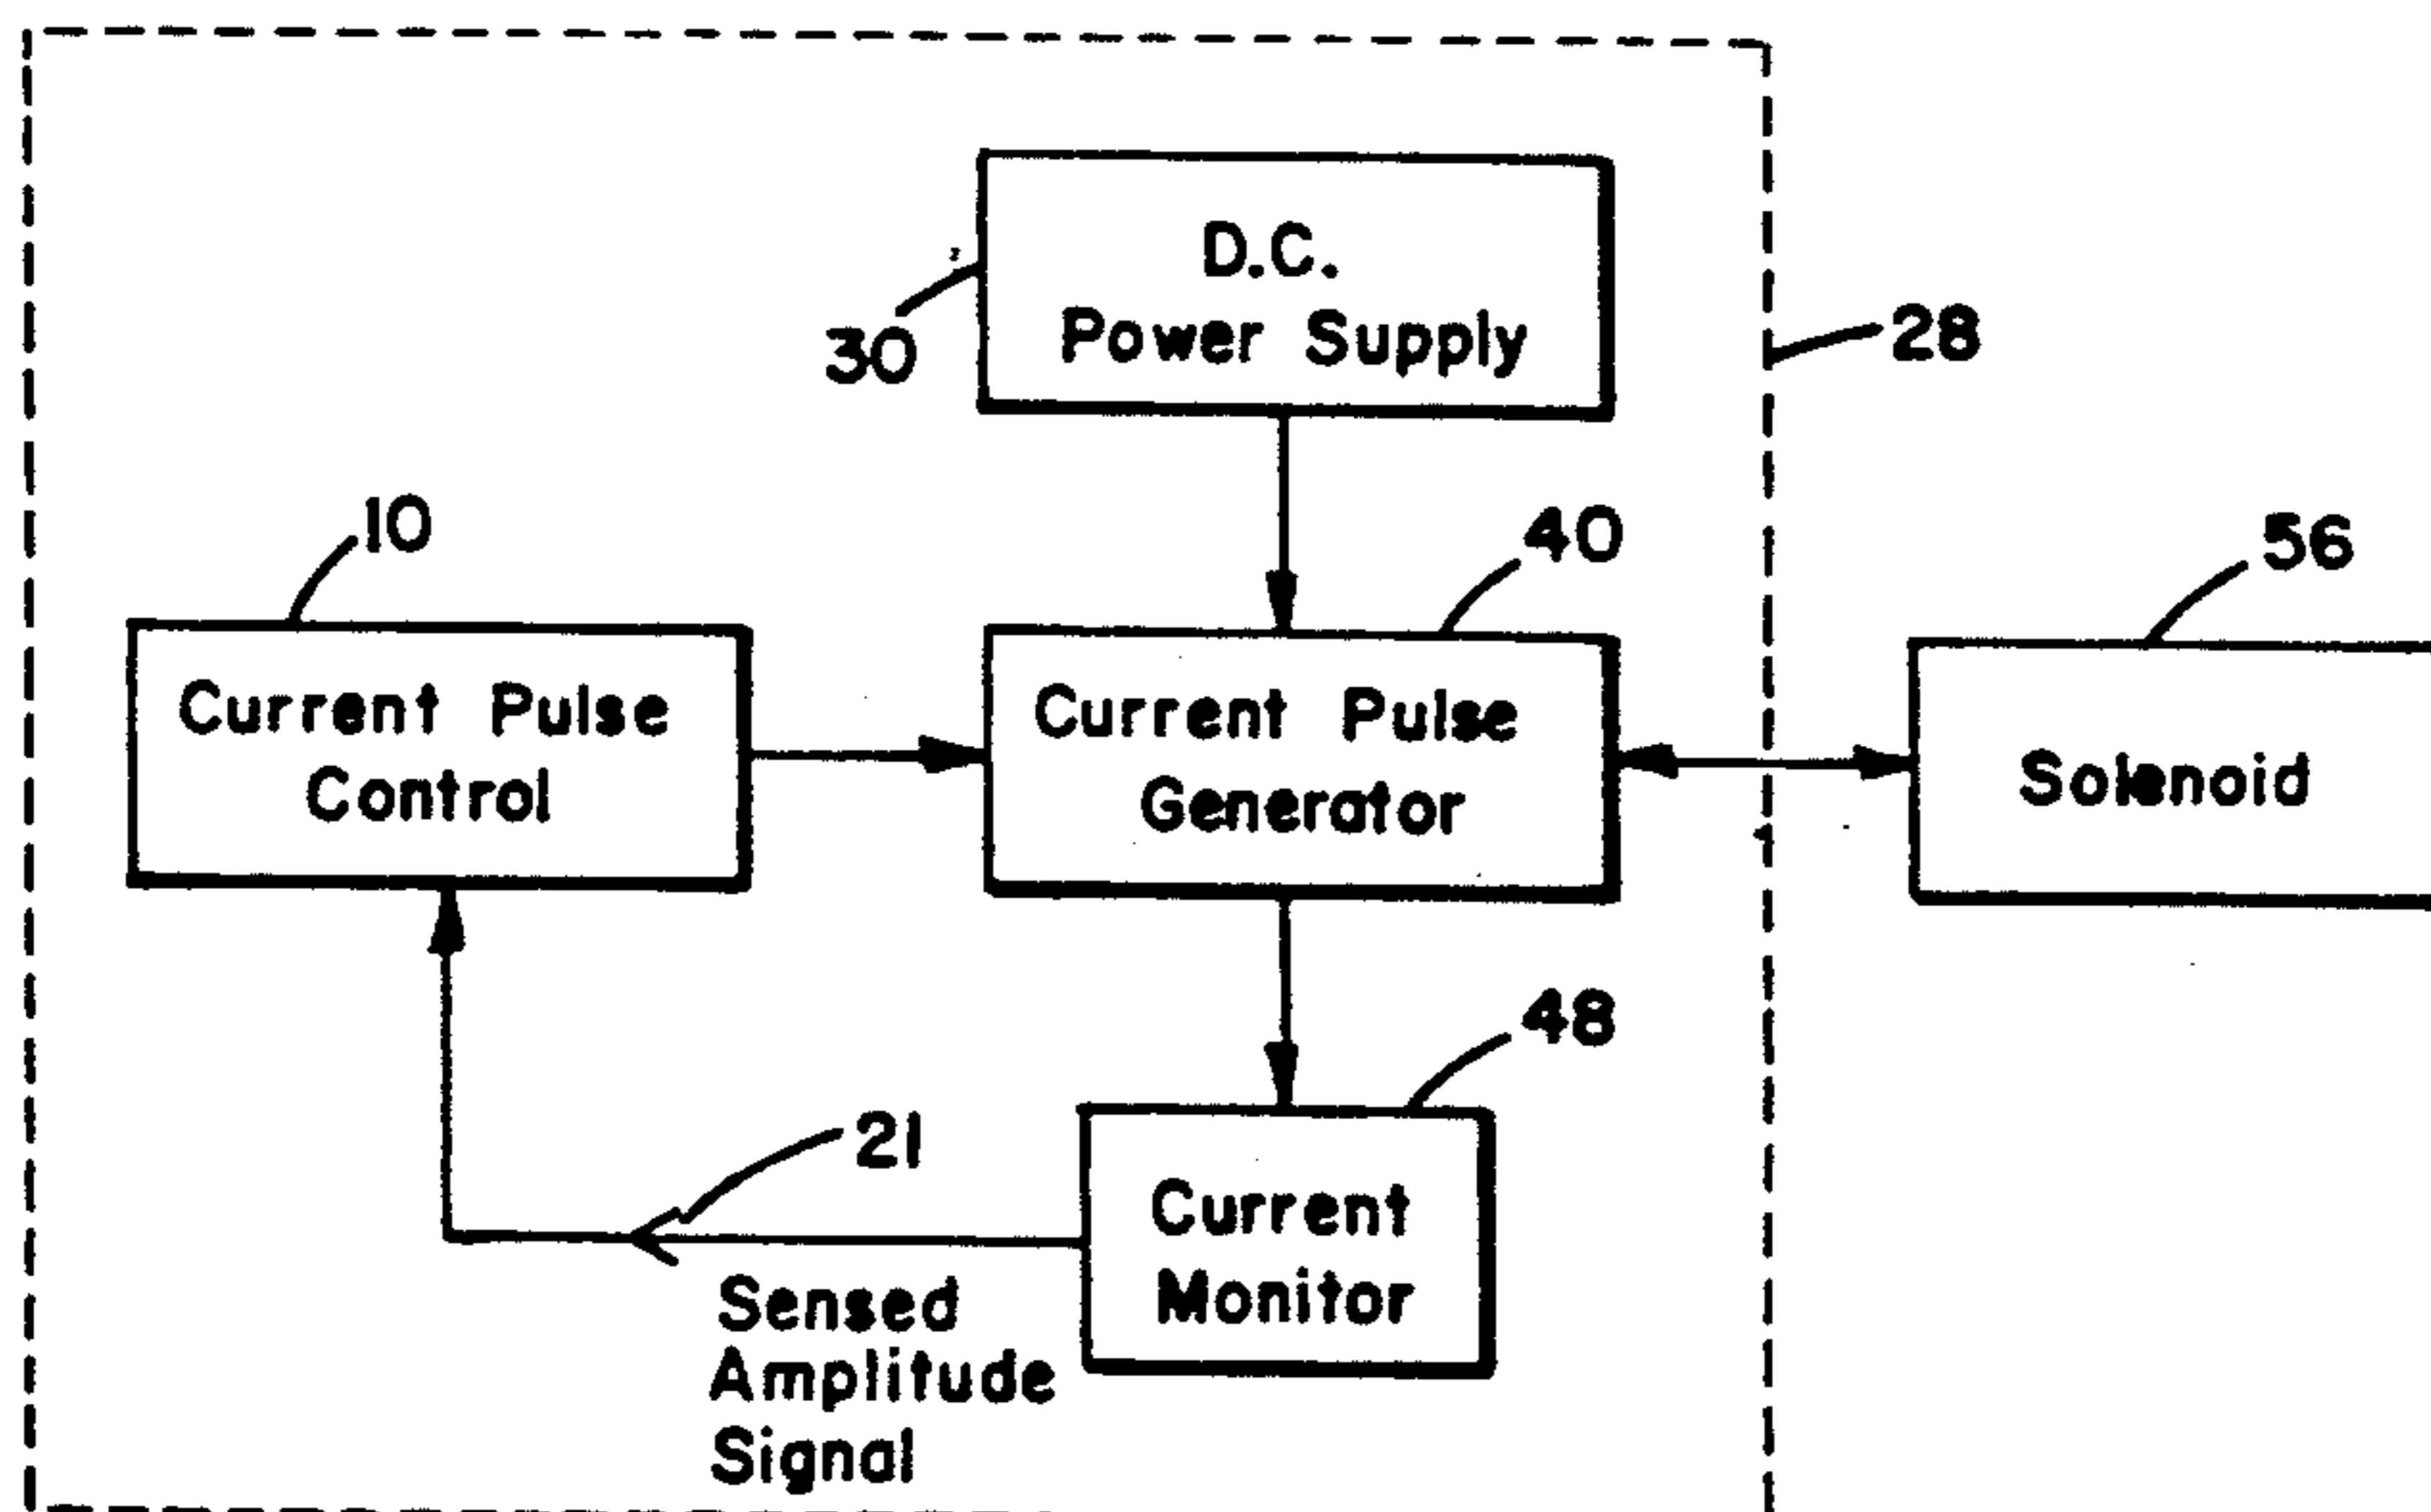 D.C.
Power Supply
30
28
10
40
56
Current Pulse
Control
Current Pulse
Generator
Solenoid
48
21
Current
Monitor
Sensed
Amplitude
Signal